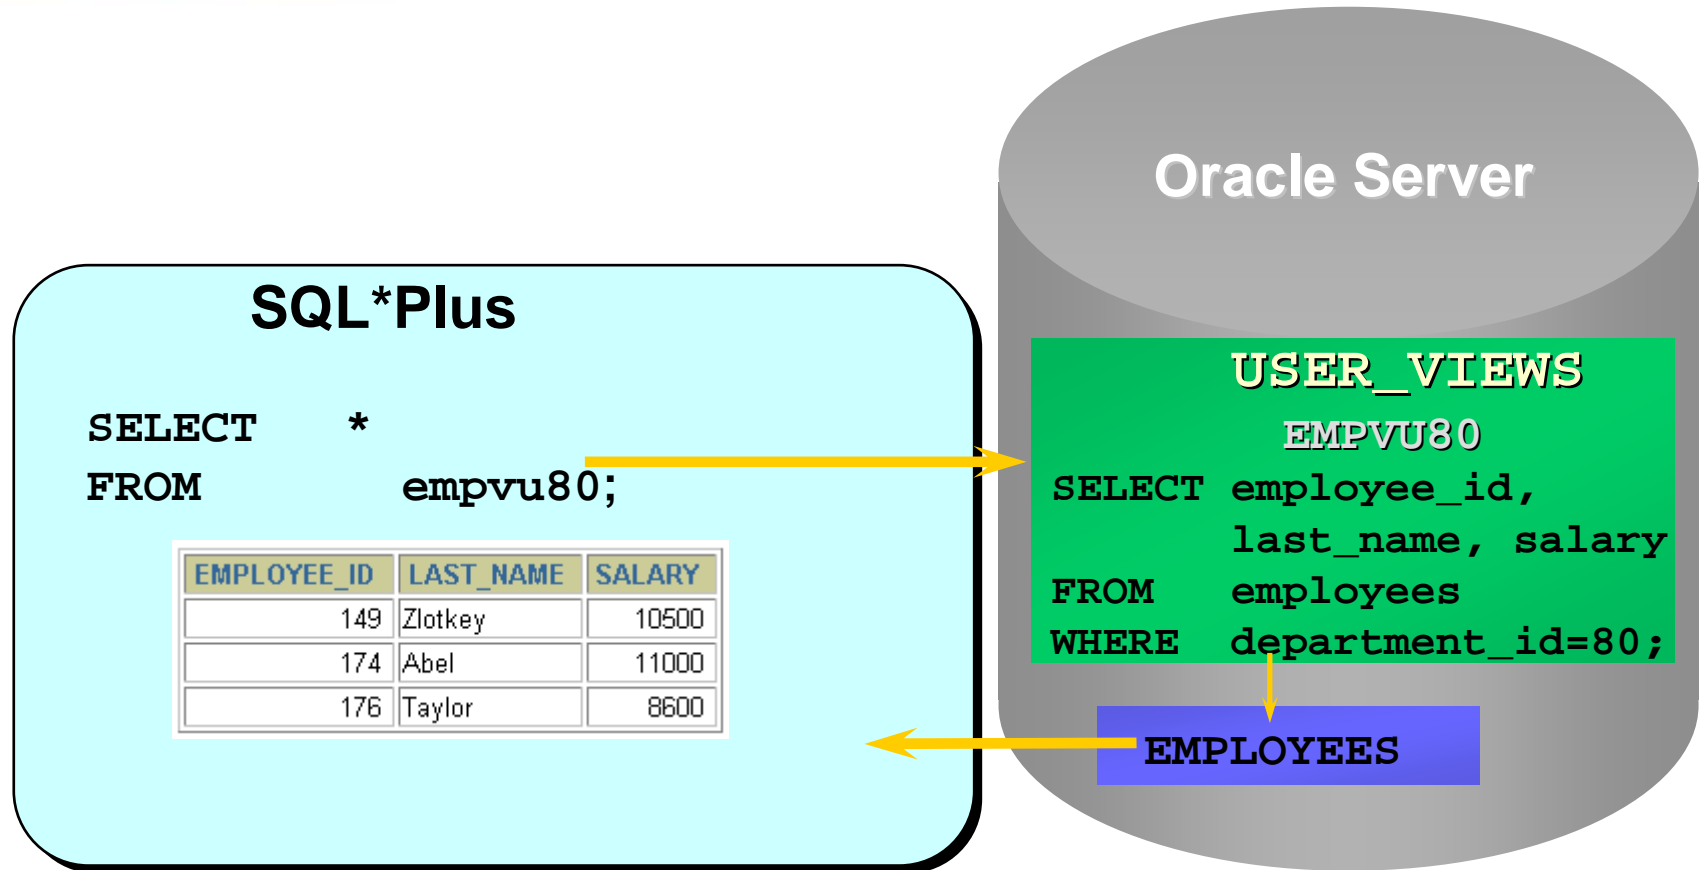 Oracle Server
SQL*Plus
SELECT *
FROM empvu80;
EMPLOYEE_ID LAST_NAME SALARY
149 Zlotkey 10500
174 Abel 11000
176 Taylor 8600
USER_VIEWS
EMPVU80
SELECT employee_id,
last_name, salary
FROM employees
WHERE department_id=80;
EMPLOYEES